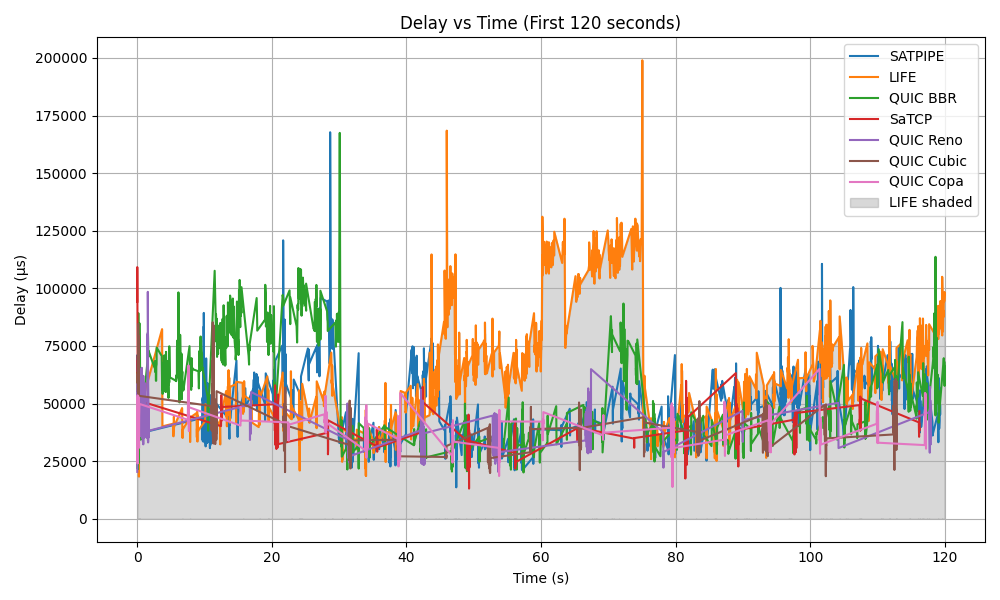 Delay vs Time (First 120 seconds)
200000
175000
150000
125000
100000
75000
50000
25000
0
Delay (µs)
0 20 40 60 80 100 120
Time (s)
SATPIPE
LIFE
QUIC BBR
SaTCP
QUIC Reno
QUIC Cubic
QUIC Copa
LIFE shaded